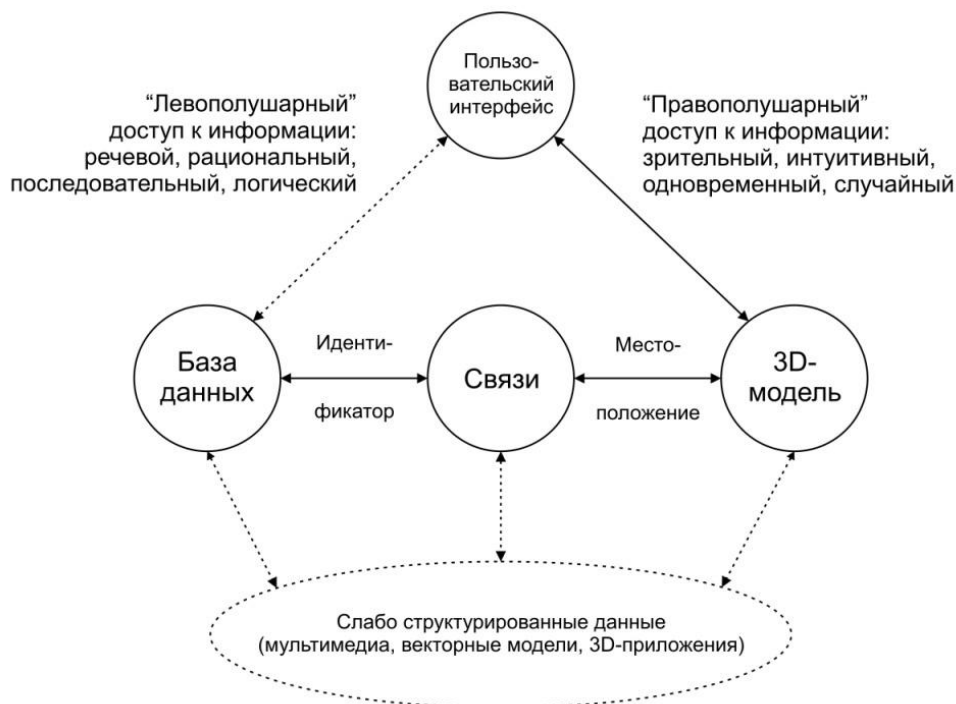 Пользо-
вательский
интерфейс
“Левополушарный”
доступ к информации:
речевой, рациональный,
последовательный, логический
“Правополушарный”
доступ к информации:
зрительный, интуитивный,
одновременный, случайный
База
данных
Иденти-
фикатор
Связи
Место-
положение
3D-
модель
Слабо структурированные данные
(мультимедиа, векторные модели, 3D-приложения)